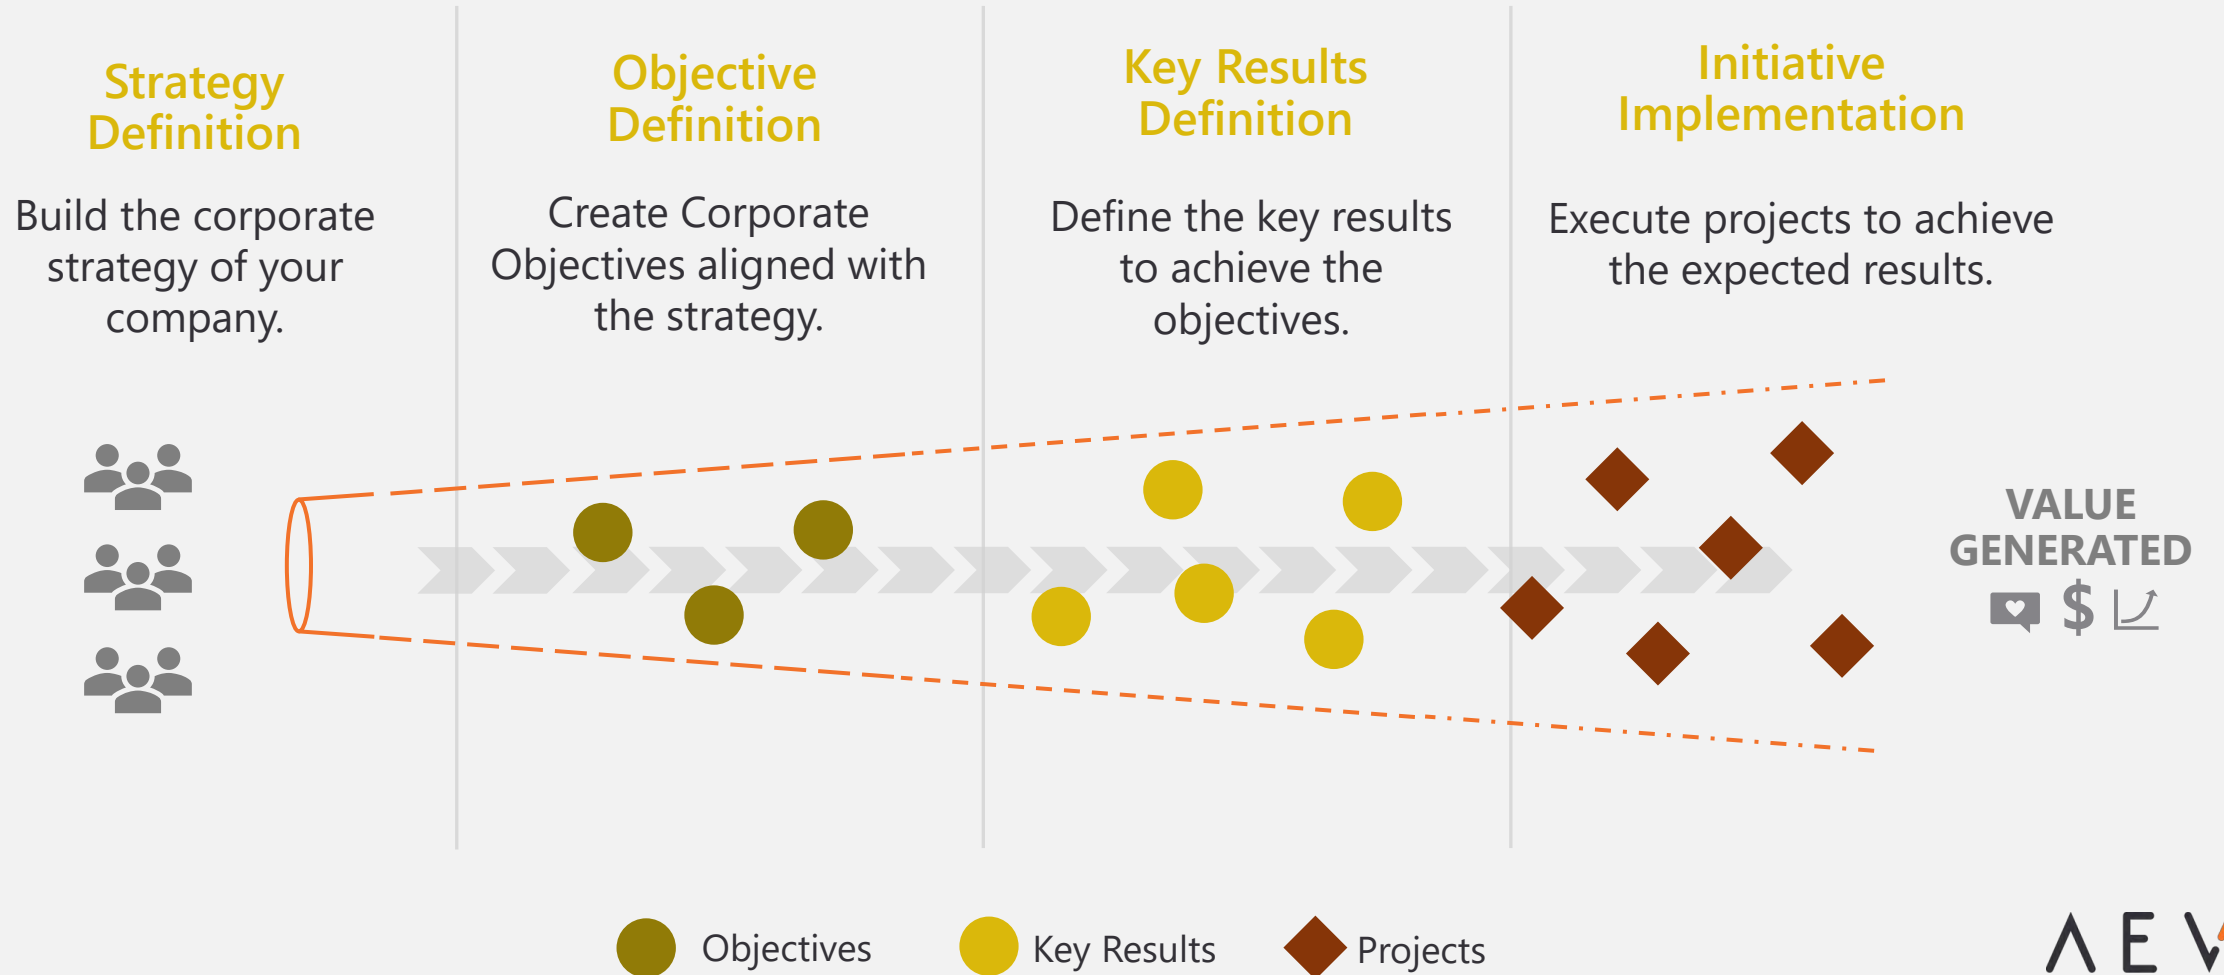 Strategy
Definition
Build the corporate
strategy of your
company.
Objective
Definition
Create Corporate
Objectives aligned with
the strategy.
Key Results
Definition
Define the key results
to achieve the
objectives.
Initiative
Implementation
Execute projects to achieve
the expected results.
VALUE
GENERATED
$
Objectives
Key Results
Projects